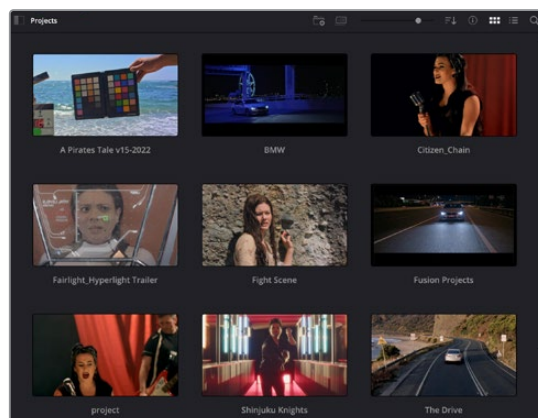 Projects
A Pirates Tale v15-2022
BMW
Citizen_Chain
Fairlight_Hyperlight Trailer
Fight Scene
Fusion Projects
project
Shinjuku Knights
The Drive